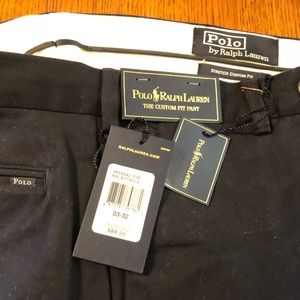 Polo
by Ralph Lauren
STRETCH CUSTOM FIT
POLO RALPH LAUREN
THE CUSTOM FIT PANT
POLO RALPH LAUREN
RALPHLAUREN.COM
POLO
33-32